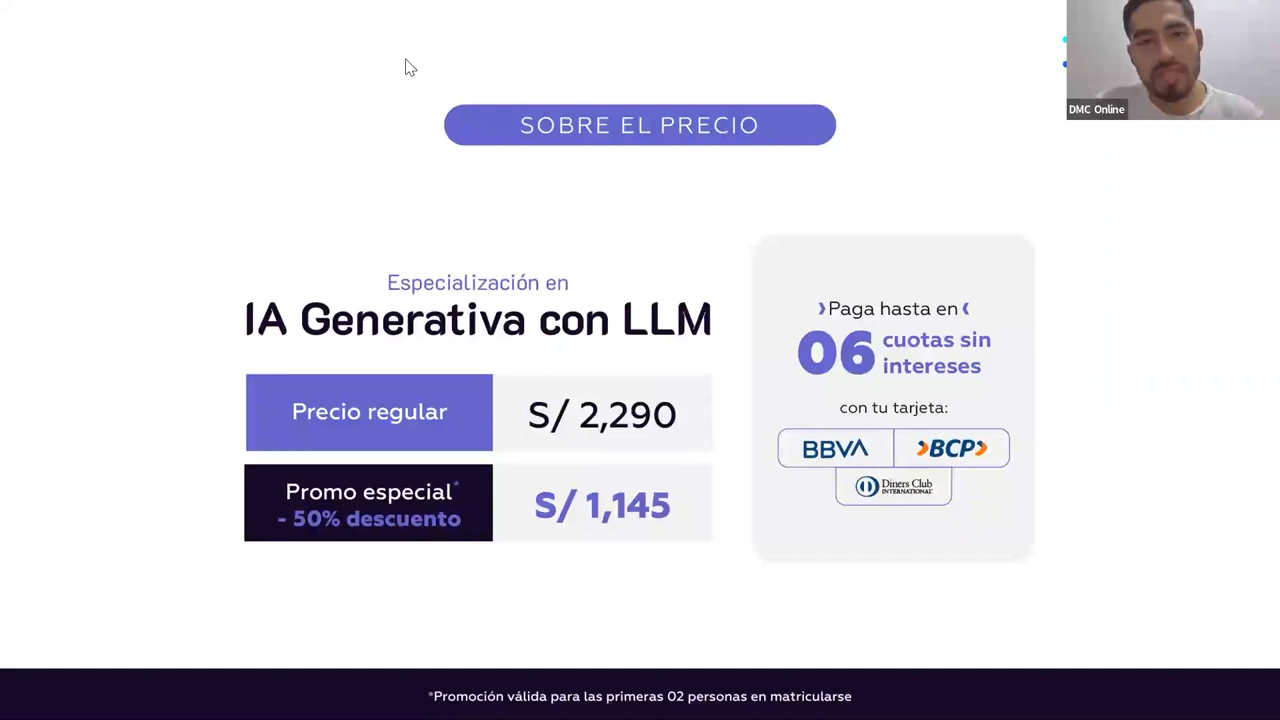 DMC Online
SOBRE EL PRECIO
Especialización en
IA Generativa con LLM
Precio regular
S/ 2,290
Promo especial*
- 50% descuento
S/ 1,145
Paga hasta en
06 cuotas sin
intereses
con tu tarjeta:
BBVA
BCP
Diners Club
INTERNATIONAL
*Promoción válida para las primeras 02 personas en matricularse